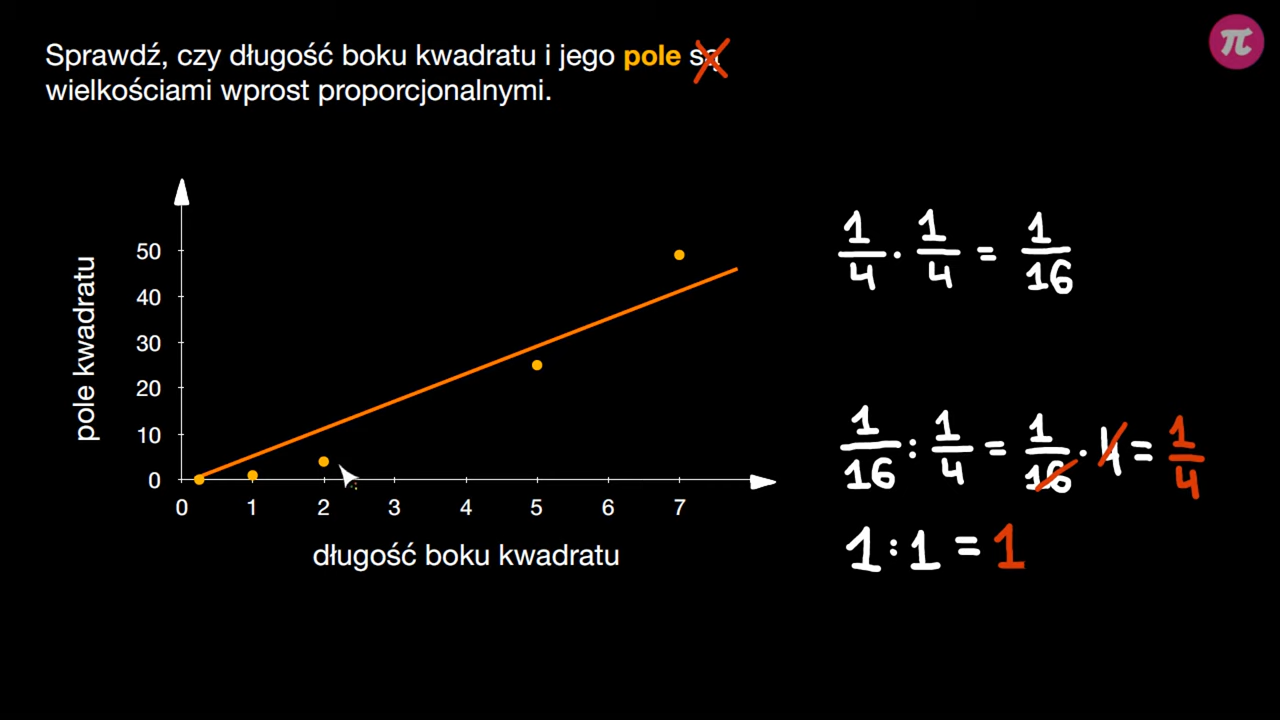 Sprawdź, czy długość boku kwadratu i jego pole są
wielkościami wprost proporcjonalnymi.
π
pole kwadratu
50
40
30
20
10
0
0 1 2 3 4 5 6 7
długość boku kwadratu
1/4 · 1/4 = 1/16
1/16 : 1/4 = 1/16 · 4 = 1/4
1 : 1 = 1